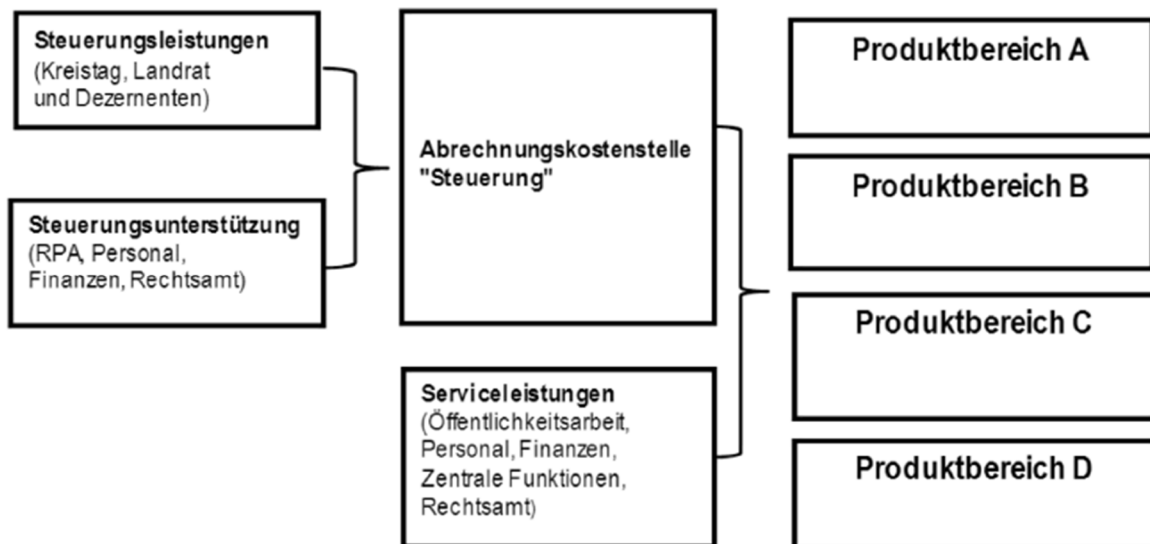 Steuerungsleistungen
(Kreistag, Landrat
und Dezernenten)
Steuerungsunterstützung
(RPA, Personal,
Finanzen, Rechtsamt)
Abrechnungskostenstelle
"Steuerung"
Serviceleistungen
(Öffentlichkeitsarbeit,
Personal, Finanzen,
Zentrale Funktionen,
Rechtsamt)
Produktbereich A
Produktbereich B
Produktbereich C
Produktbereich D